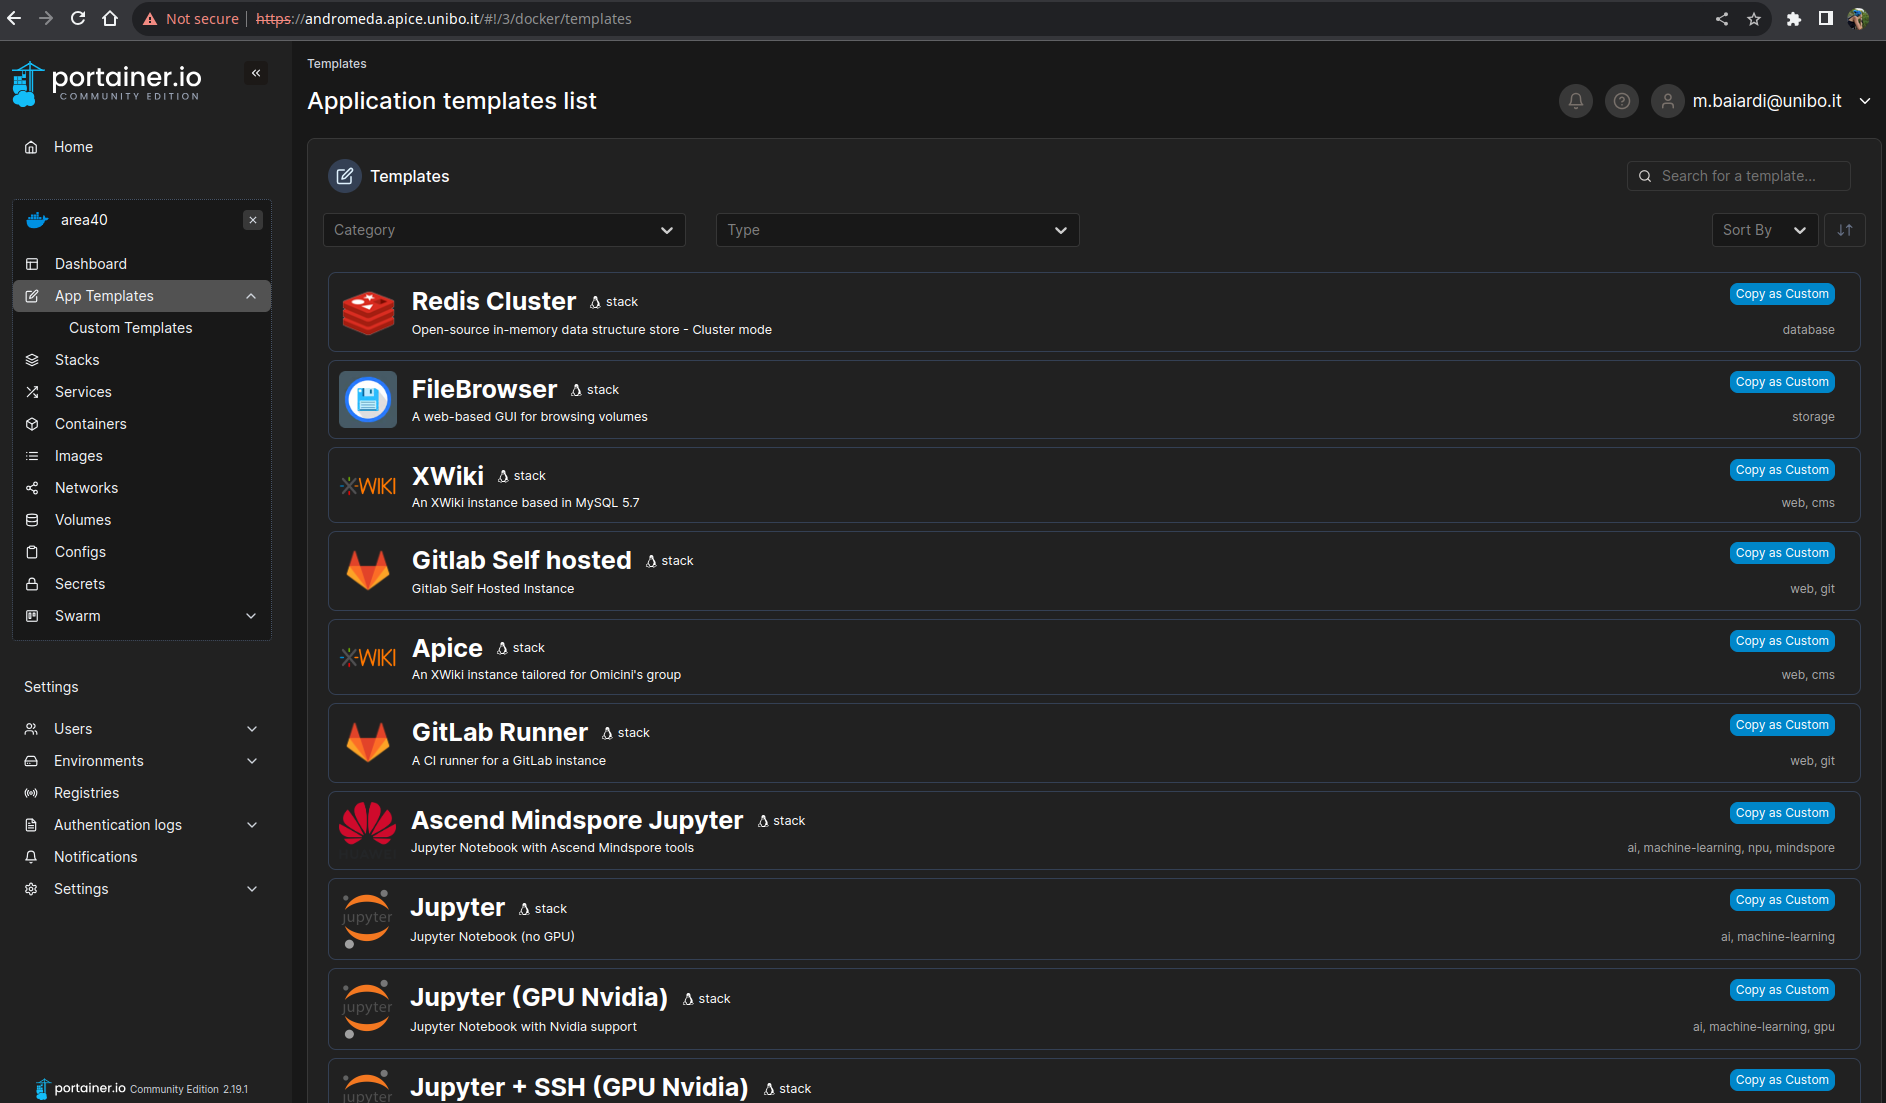 Not secure | https://andromeda.apice.unibo.it/#!/3/docker/templates
portainer.io
COMMUNITY EDITION
Home
area40
Dashboard
App Templates
Custom Templates
Stacks
Services
Containers
Images
Networks
Volumes
Configs
Secrets
Swarm
Settings
Users
Environments
Registries
Authentication logs
Notifications
Settings
portainer.io Community Edition 2.19.1
Templates
Application templates list
m.baiardi@unibo.it
Templates
Search for a template...
Category
Type
Sort By
Redis Cluster stack
Copy as Custom
Open-source in-memory data structure store - Cluster mode
database
FileBrowser stack
Copy as Custom
A web-based GUI for browsing volumes
storage
XWIKI
XWiki stack
Copy as Custom
An XWiki instance based in MySQL 5.7
web, cms
Gitlab Self hosted stack
Copy as Custom
Gitlab Self Hosted Instance
web, git
XWIKI
Apice stack
Copy as Custom
An XWiki instance tailored for Omicini's group
web, cms
GitLab Runner stack
Copy as Custom
A CI runner for a GitLab instance
web, git
Ascend Mindspore Jupyter stack
Copy as Custom
Jupyter Notebook with Ascend Mindspore tools
ai, machine-learning, npu, mindspore
jupyter
Jupyter stack
Copy as Custom
Jupyter Notebook (no GPU)
ai, machine-learning
jupyter
Jupyter (GPU Nvidia) stack
Copy as Custom
Jupyter Notebook with Nvidia support
ai, machine-learning, gpu
jupyter
Jupyter + SSH (GPU Nvidia) stack
Copy as Custom